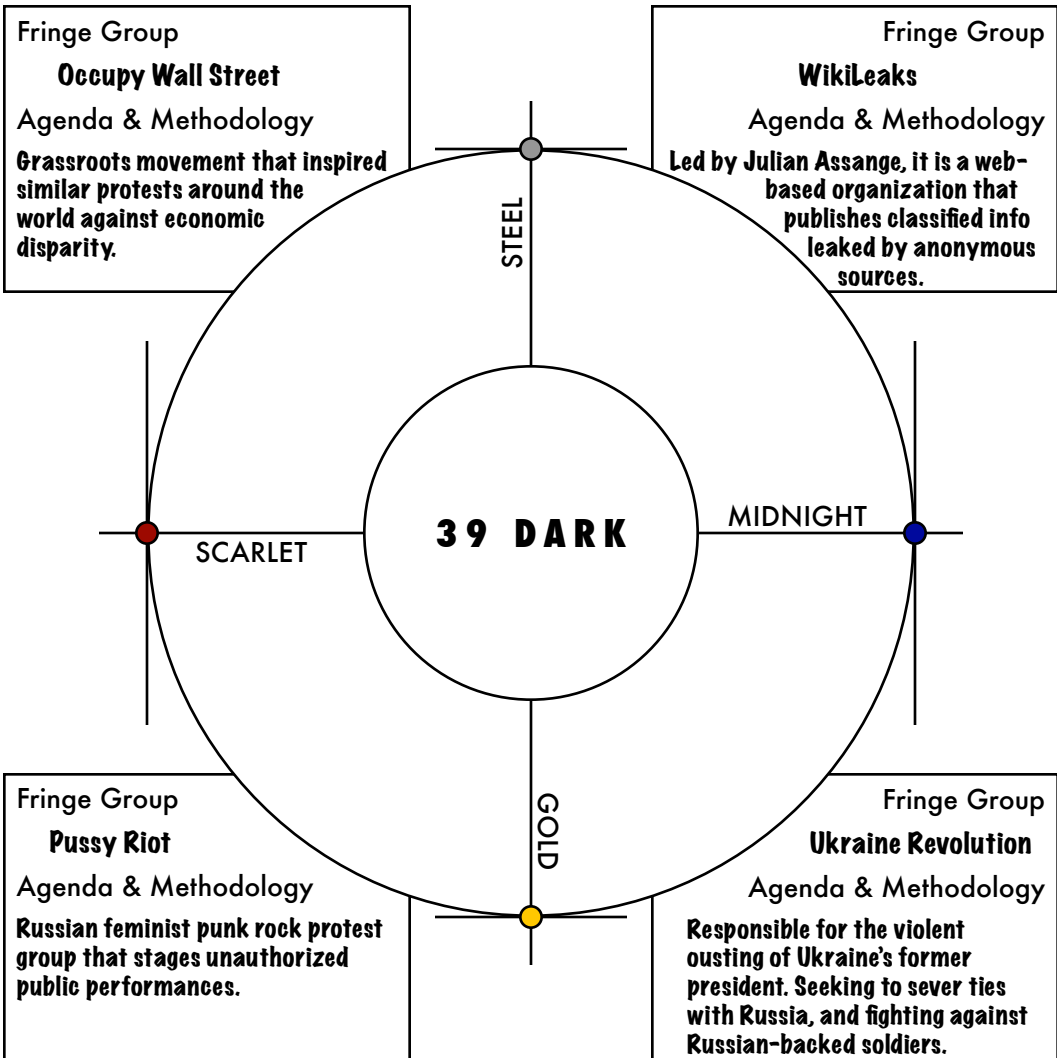 Fringe Group
Occupy Wall Street
Agenda & Methodology
Grassroots movement that inspired
similar protests around the
world against economic
disparity.
Fringe Group
WikiLeaks
Agenda & Methodology
Led by Julian Assange, it is a web-
based organization that
publishes classified info
leaked by anonymous
sources.
STEEL
39 DARK
MIDNIGHT
SCARLET
GOLD
Fringe Group
Pussy Riot
Agenda & Methodology
Russian feminist punk rock protest
group that stages unauthorized
public performances.
Fringe Group
Ukraine Revolution
Agenda & Methodology
Responsible for the violent
ousting of Ukraine's former
president. Seeking to sever ties
with Russia, and fighting against
Russian-backed soldiers.